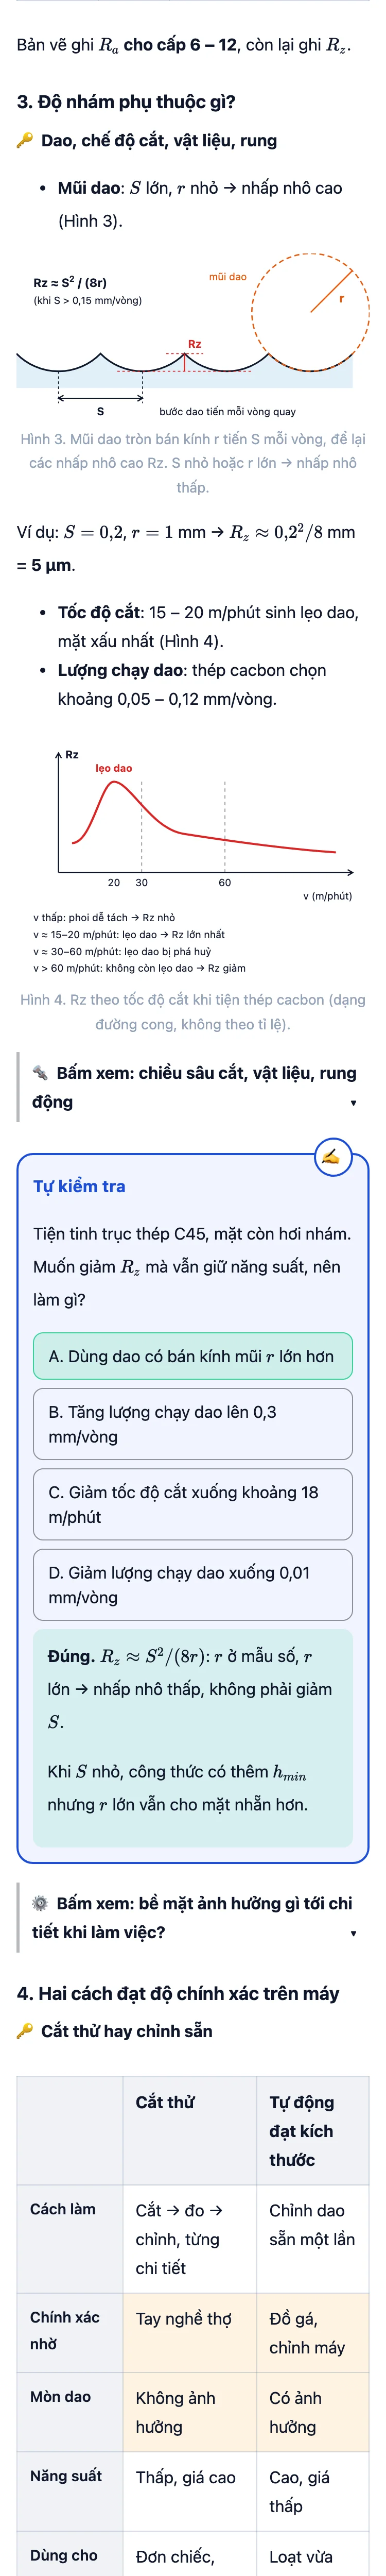 Bản vẽ ghi Ra cho cấp 6 – 12, còn lại ghi Rz.
3. Độ nhám phụ thuộc gì?
🔑 Dao, chế độ cắt, vật liệu, rung
• Mũi dao: S lớn, r nhỏ → nhấp nhô cao
(Hình 3).
Rz ≈ S² / (8r)
(khi S > 0,15 mm/vòng)
mũi dao
r
Rz
S
bước dao tiến mỗi vòng quay
Hình 3. Mũi dao tròn bán kính r tiến S mỗi vòng, để lại
các nhấp nhô cao Rz. S nhỏ hoặc r lớn → nhấp nhô
thấp.
Ví dụ: S = 0,2, r = 1 mm → Rz ≈ 0,2²/8 mm
= 5 µm.
• Tốc độ cắt: 15 – 20 m/phút sinh lẹo dao,
mặt xấu nhất (Hình 4).
• Lượng chạy dao: thép cacbon chọn
khoảng 0,05 – 0,12 mm/vòng.
Rz
lẹo dao
20 30 60
v (m/phút)
v thấp: phoi dễ tách → Rz nhỏ
v ≈ 15–20 m/phút: lẹo dao → Rz lớn nhất
v ≈ 30–60 m/phút: lẹo dao bị phá huỷ
v > 60 m/phút: không còn lẹo dao → Rz giảm
Hình 4. Rz theo tốc độ cắt khi tiện thép cacbon (dạng
đường cong, không theo tỉ lệ).
🔩 Bấm xem: chiều sâu cắt, vật liệu, rung
động ▼
Tự kiểm tra
Tiện tinh trục thép C45, mặt còn hơi nhám.
Muốn giảm Rz mà vẫn giữ năng suất, nên
làm gì?
A. Dùng dao có bán kính mũi r lớn hơn
B. Tăng lượng chạy dao lên 0,3
mm/vòng
C. Giảm tốc độ cắt xuống khoảng 18
m/phút
D. Giảm lượng chạy dao xuống 0,01
mm/vòng
Đúng. Rz ≈ S²/(8r): r ở mẫu số, r
lớn → nhấp nhô thấp, không phải giảm
S.
Khi S nhỏ, công thức có thêm hmin
nhưng r lớn vẫn cho mặt nhẵn hơn.
⚙️ Bấm xem: bề mặt ảnh hưởng gì tới chi
tiết khi làm việc? ▼
4. Hai cách đạt độ chính xác trên máy
🔑 Cắt thử hay chỉnh sẵn
Cắt thử
Tự động
đạt kích
thước
Cách làm
Cắt → đo →
chỉnh, từng
chi tiết
Chỉnh dao
sẵn một lần
Chính xác
nhờ
Tay nghề thợ
Đồ gá,
chỉnh máy
Mòn dao
Không ảnh
hưởng
Có ảnh
hưởng
Năng suất
Thấp, giá cao
Cao, giá
thấp
Dùng cho
Đơn chiếc,
Loạt vừa